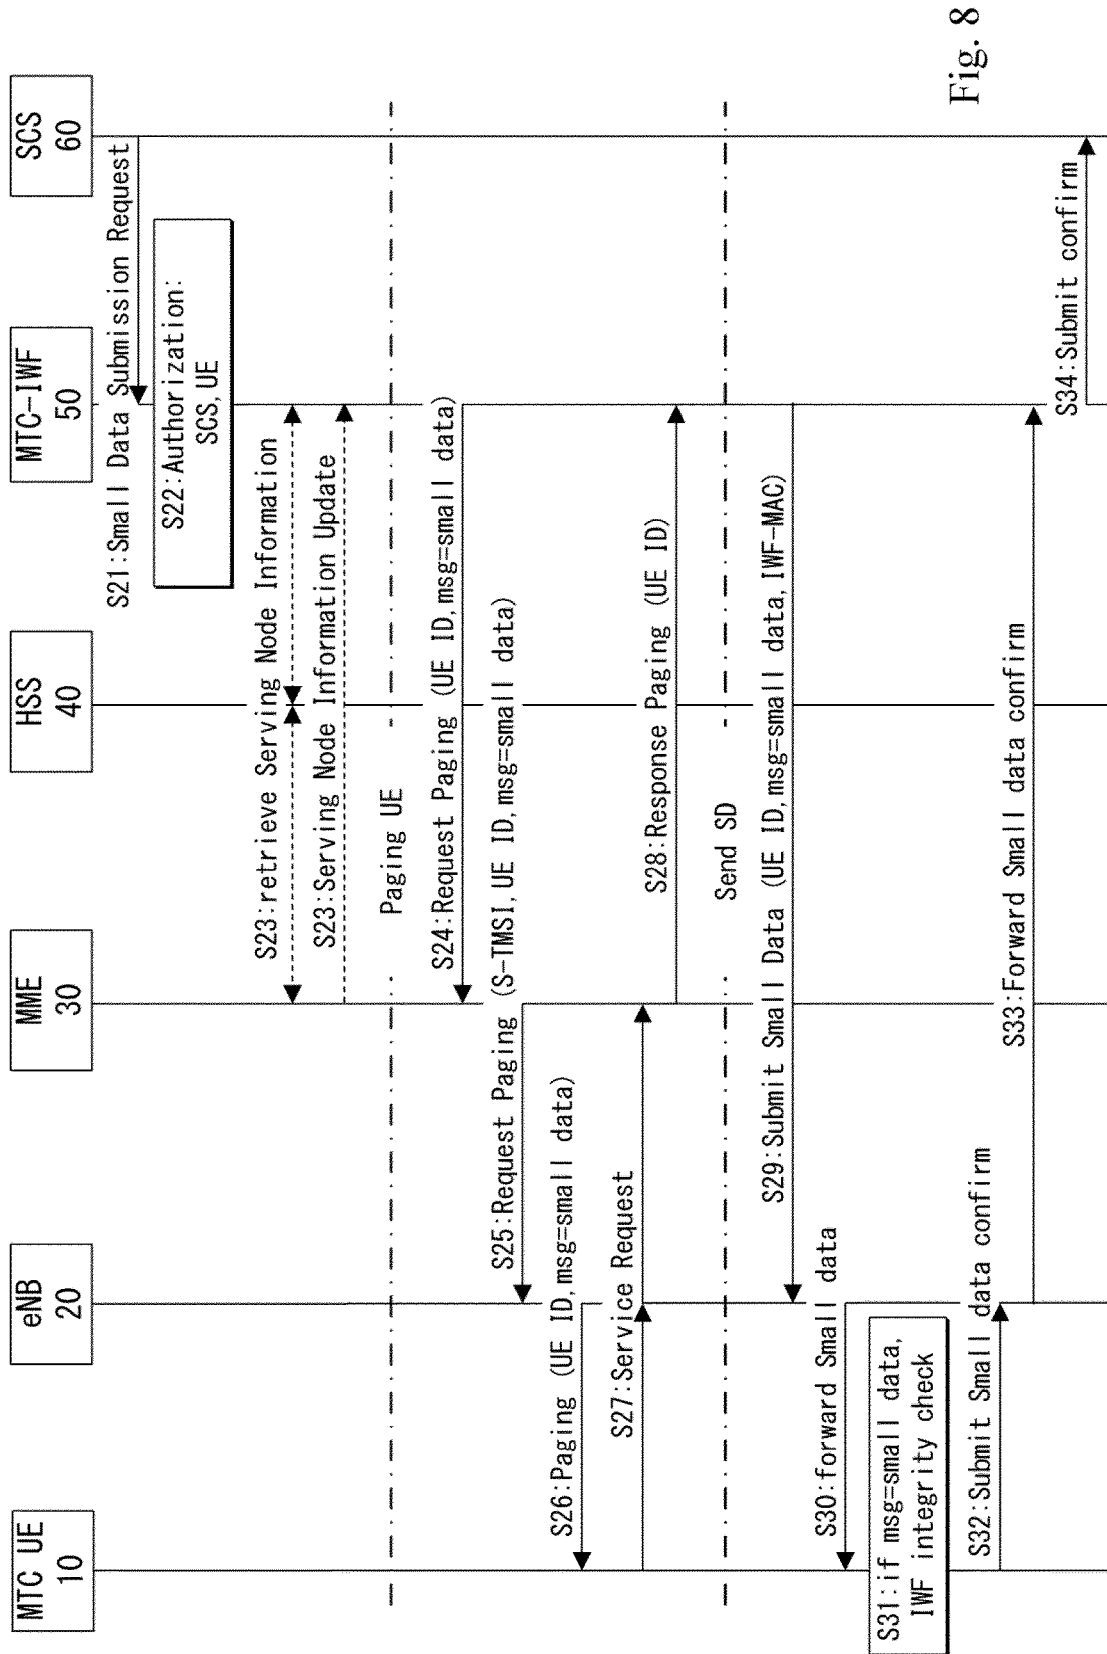 MTC UE
10
eNB
20
MME
30
HSS
40
MTC-IWF
50
SCS
60
S21:Small Data Submission Request
S22:Authorization:
SCS,UE
S23:retrieve Serving Node Information
S23:Serving Node Information Update
Paging UE
S24:Request Paging (UE ID,msg=small data)
S25:Request Paging (S-TMSI,UE ID,msg=small data)
S26:Paging (UE ID,msg=small data)
S27:Service Request
S28:Response Paging (UE ID)
Send SD
S29:Submit Small Data (UE ID,msg=small data,IWF-MAC)
S30:forward Small data
S31:if msg=small data,
IWF integrity check
S32:Submit Small data confirm
S33:Forward Small data confirm
S34:Submit confirm
Fig. 8